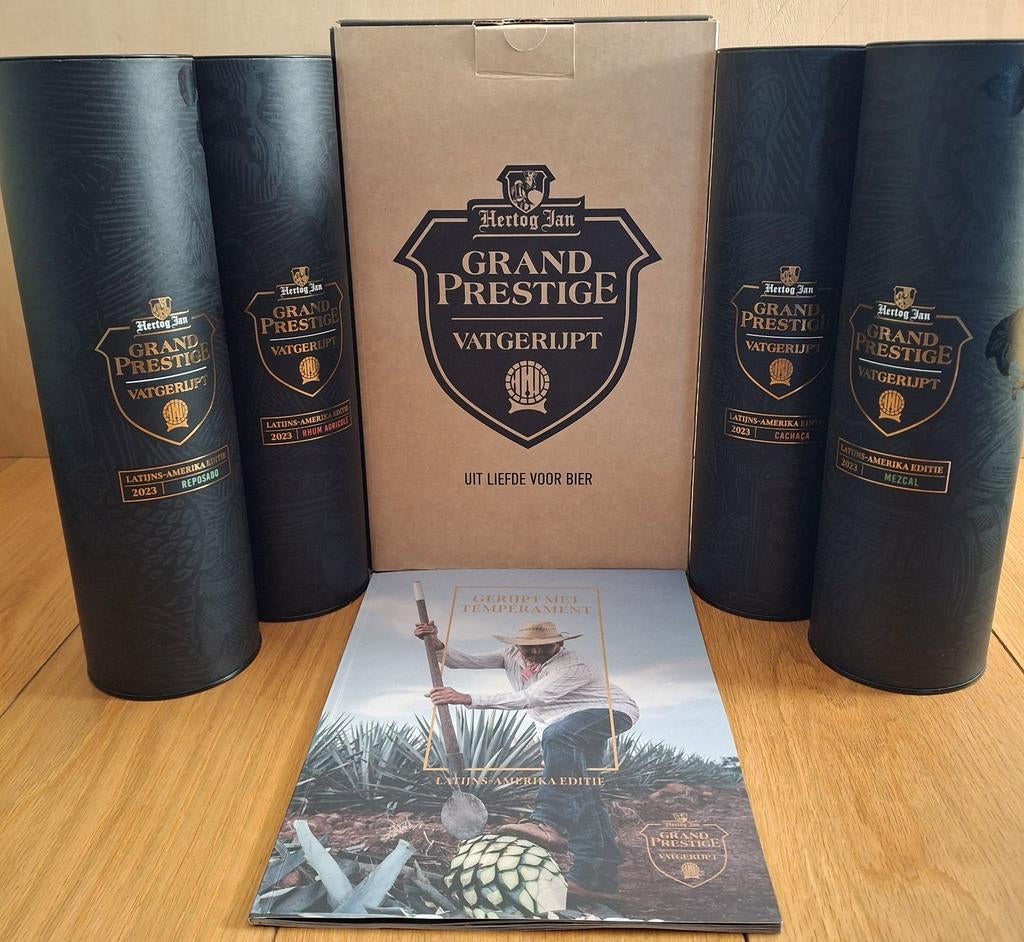 Hertog Jan
GRAND
PRESTIGE
VATGERIJPT
LATIJNS-AMERIKA EDITIE
2023 REPOSADO
Hertog Jan
GRAND
PRESTIGE
VATGERIJPT
LATIJNS-AMERIKA EDITIE
2023 RHUM AGRICOLE
Hertog Jan
GRAND
PRESTIGE
VATGERIJPT
UIT LIEFDE VOOR BIER
Hertog Jan
GRAND
PRESTIGE
VATGERIJPT
LATIJNS-AMERIKA
2023 CACHAÇA
Hertog Jan
GRAND
PRESTIGE
VATGERIJPT
LATIJNS-AMERIKA EDITIE
2023 MEZCAL
GERIJPT MET
TEMPERAMENT
LATIJNS-AMERIKA EDITIE
Hertog Jan
GRAND
PRESTIGE
VATGERIJPT